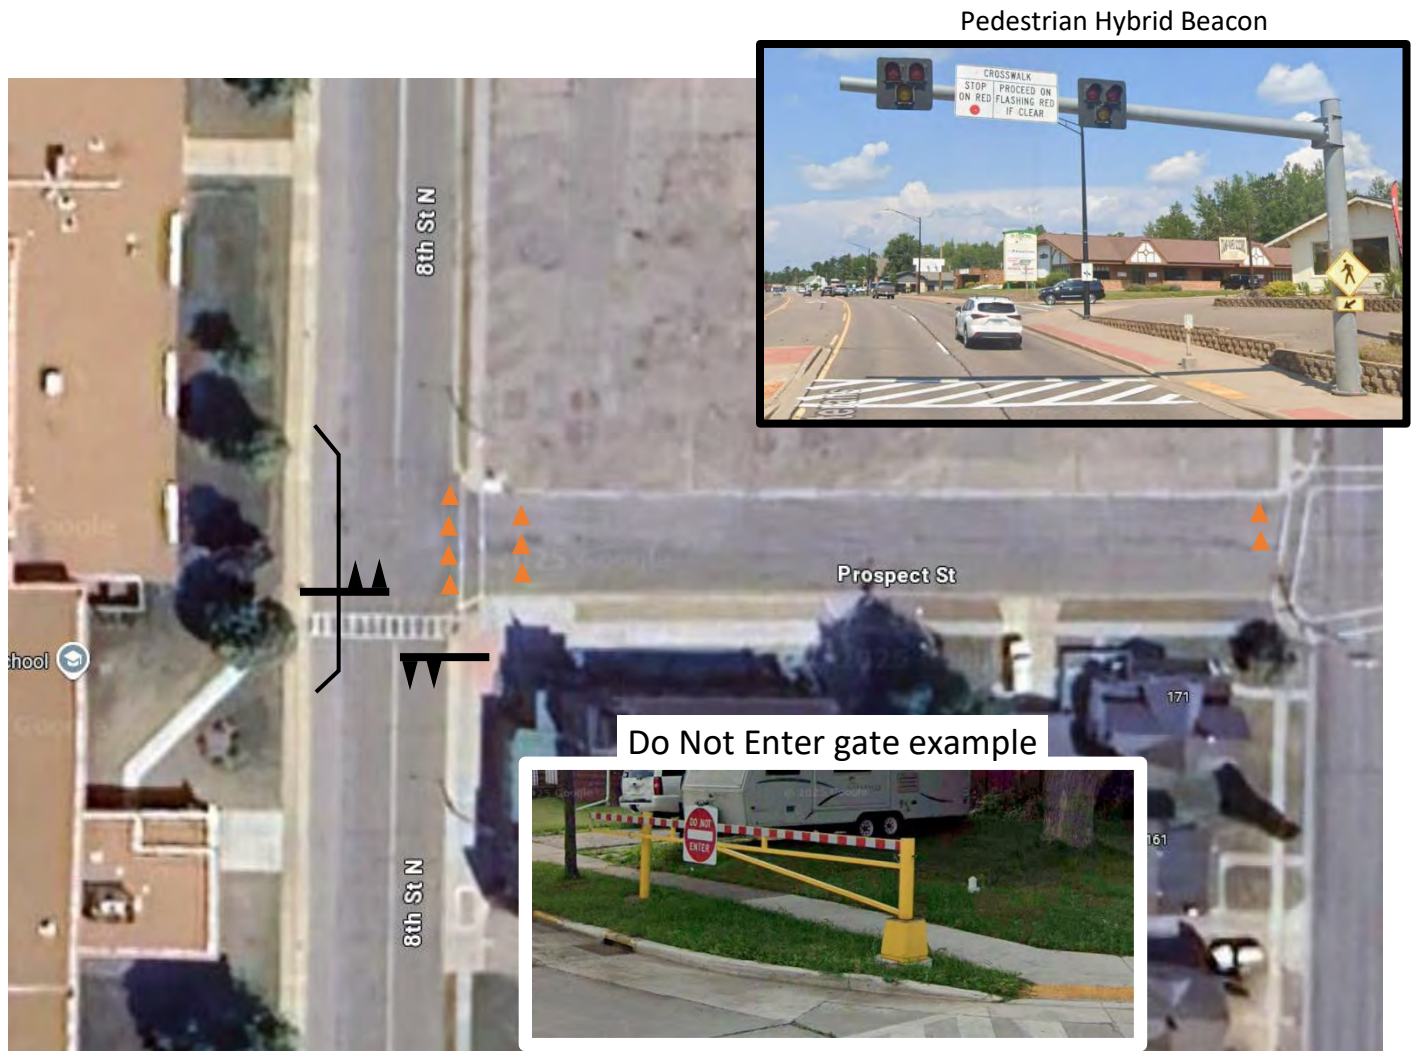 Pedestrian Hybrid Beacon
CROSSWALK
STOP
ON RED
PROCEED ON
FLASHING RED
IF CLEAR
8th St N
Google
Prospect St
chool
171
Do Not Enter gate example
DO NOT
ENTER
161
8th St N